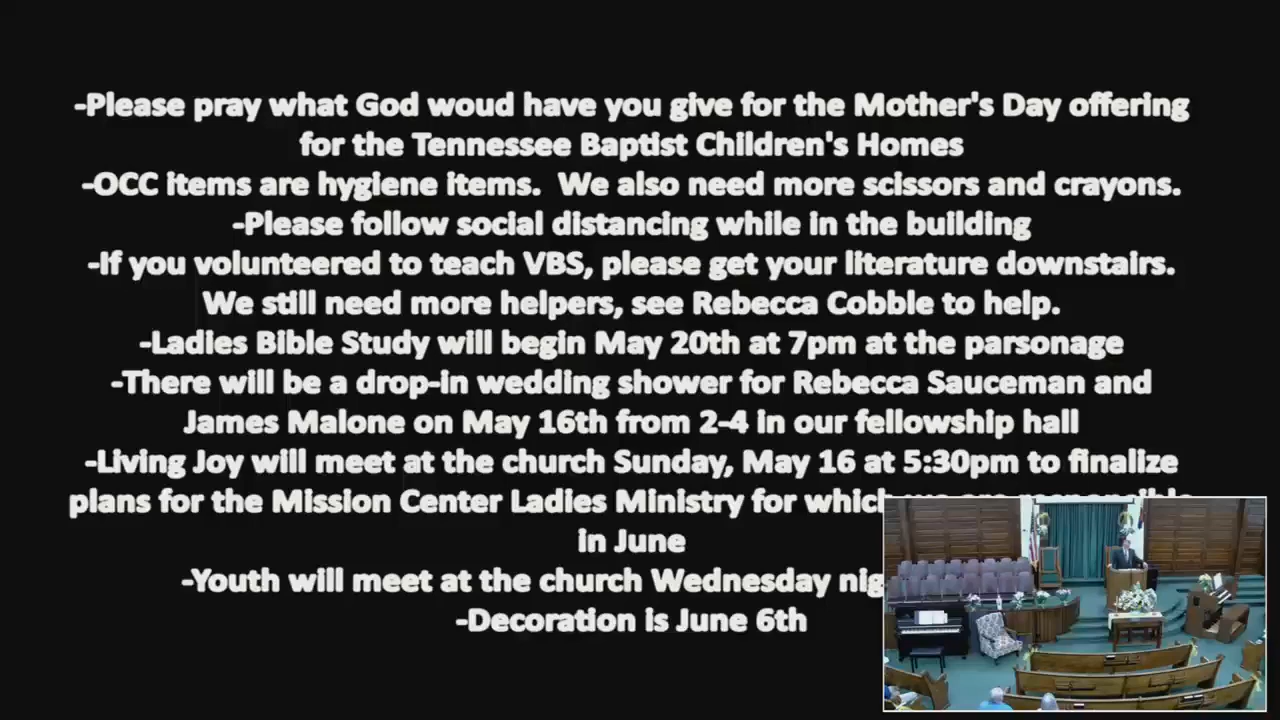 -Please pray what God woud have you give for the Mother's Day offering
for the Tennessee Baptist Children's Homes
-OCC items are hygiene items.  We also need more scissors and crayons.
-Please follow social distancing while in the building
-If you volunteered to teach VBS, please get your literature downstairs.
We still need more helpers, see Rebecca Cobble to help.
-Ladies Bible Study will begin May 20th at 7pm at the parsonage
-There will be a drop-in wedding shower for Rebecca Sauceman and
James Malone on May 16th from 2-4 in our fellowship hall
-Living Joy will meet at the church Sunday, May 16 at 5:30pm to finalize
plans for the Mission Center Ladies Ministry for which we are responsible
in June
-Youth will meet at the church Wednesday
-Decoration is June 6th